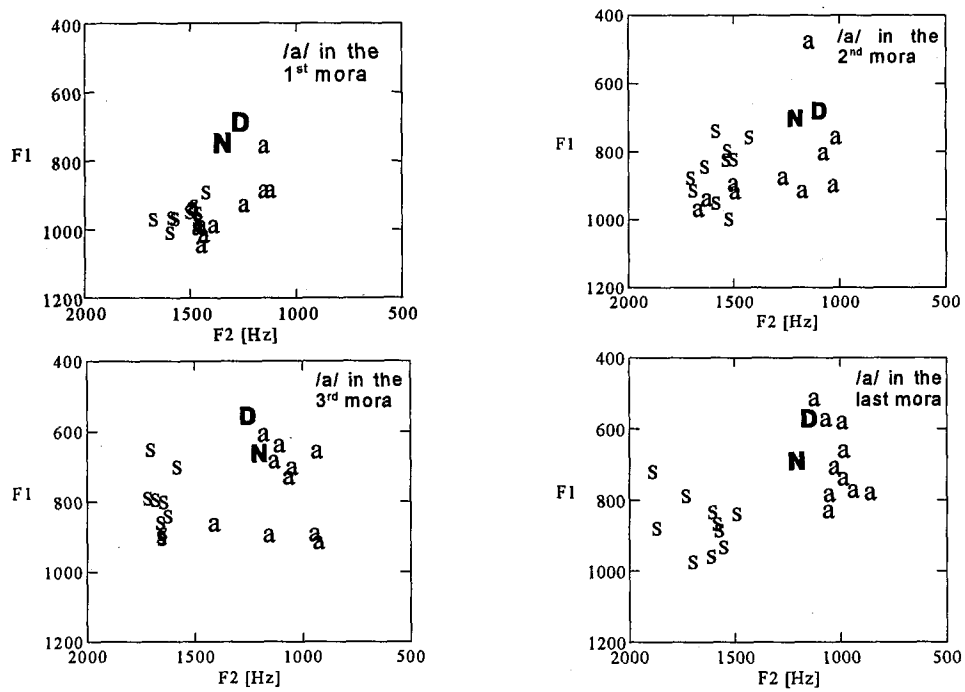 400
600
F1
800
1000
1200
2000 1500 1000 500
F2 [Hz]
/a/ in the
1st mora
D
N
a
s a a
a
s s s s s a
s a
a
400
600
F1
800
1000
1200
2000 1500 1000 500
F2 [Hz]
/a/ in the
2nd mora
a
D
N
s s a
s s s a
s s a a a
s a a a
a s s
400
600
F1
800
1000
1200
2000 1500 1000 500
F2 [Hz]
/a/ in the
3rd mora
D
a
s N a a
s a a
a
s s s
s
s a a a
s a
400
600
F1
800
1000
1200
2000 1500 1000 500
F2 [Hz]
/a/ in the
last mora
a
D a a
N a
s a
s a a a
s s a
s s s
s s
s